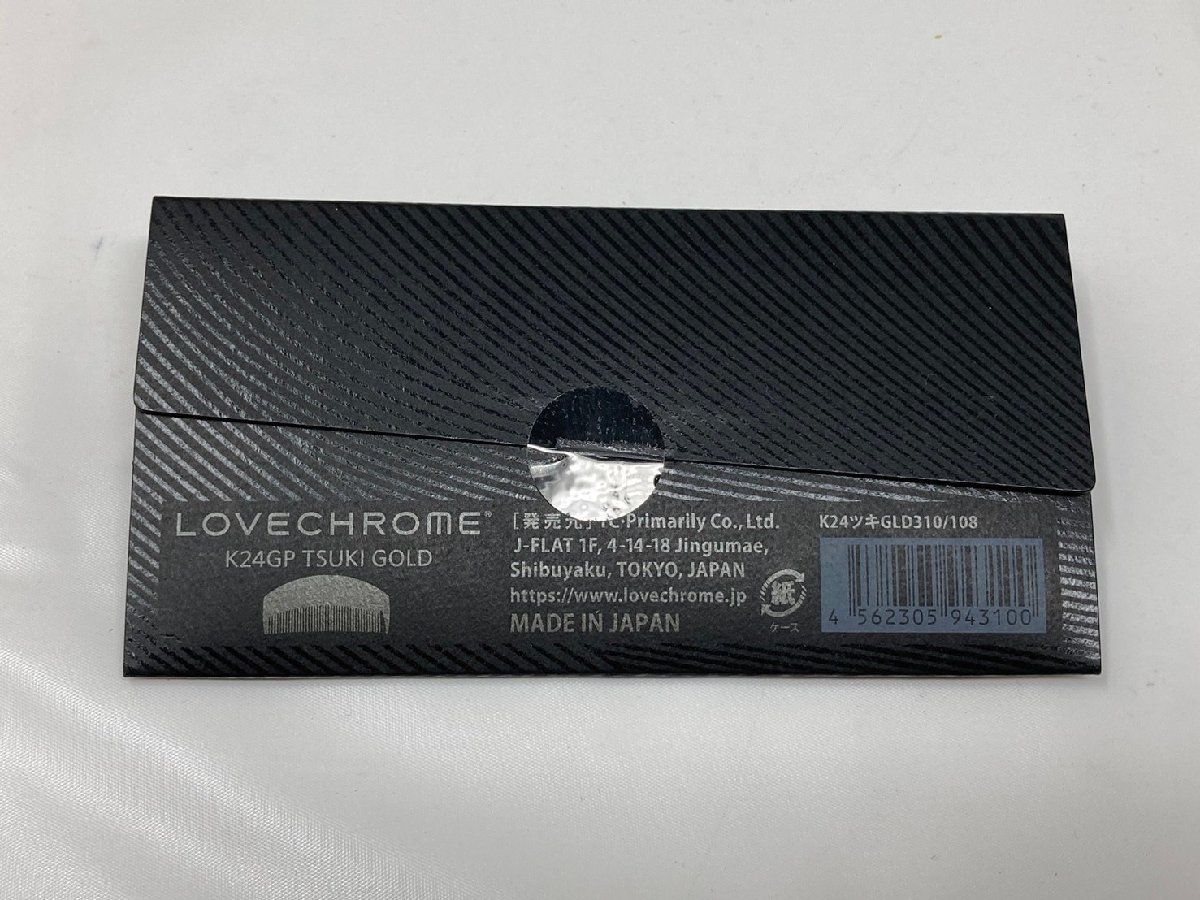 LOVECHROME®
K24GP TSUKI GOLD
[発売元] TC・Primarily Co., Ltd.
J-FLAT 1F, 4-14-18 Jingumae,
Shibuyaku, TOKYO, JAPAN
https://www.lovechrome.jp
MADE IN JAPAN
紙
ケース
K24ツキGLD310/108
4 562305 943100